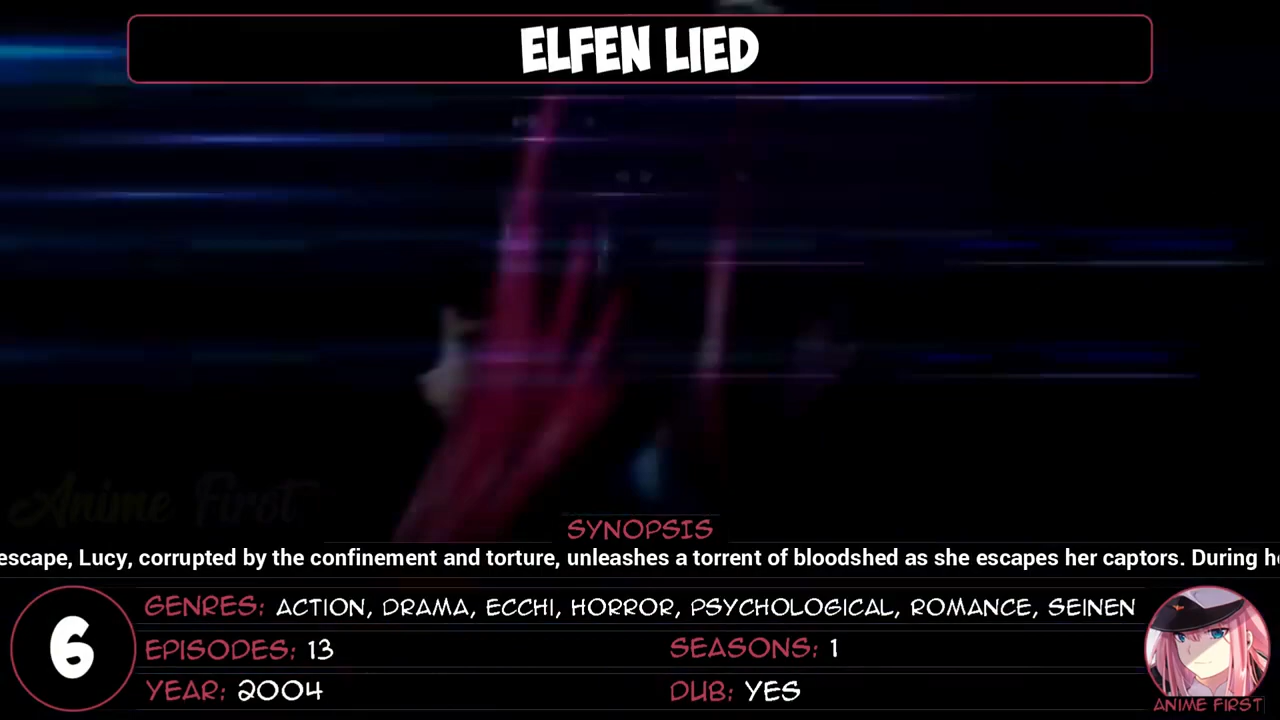 ELFEN LIED
Anime First
SYNOPSIS
escape, Lucy, corrupted by the confinement and torture, unleashes a torrent of bloodshed as she escapes her captors. During
GENRES: ACTION, DRAMA, ECCHI, HORROR, PSYCHOLOGICAL, ROMANCE, SEINEN
6
EPISODES: 13
SEASONS: 1
YEAR: 2004
DUB: YES
ANIME FIRST